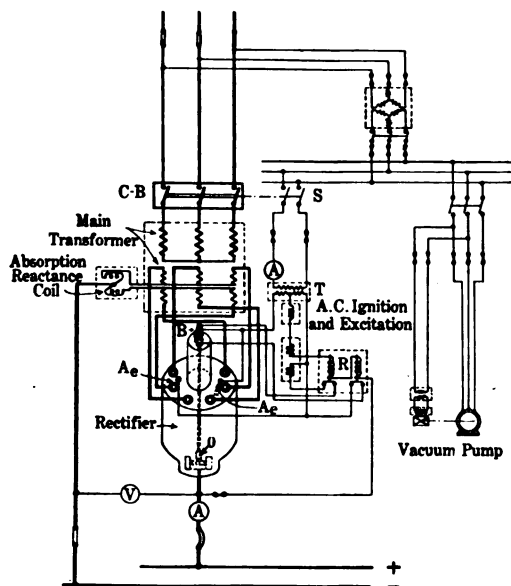 C-B
S
Main
Transformer
Absorption
Reactance
Coil
A
T
A.C. Ignition
and Excitation
B
R
Ae
Ae
Rectifier
O
Vacuum Pump
V
A
+
−